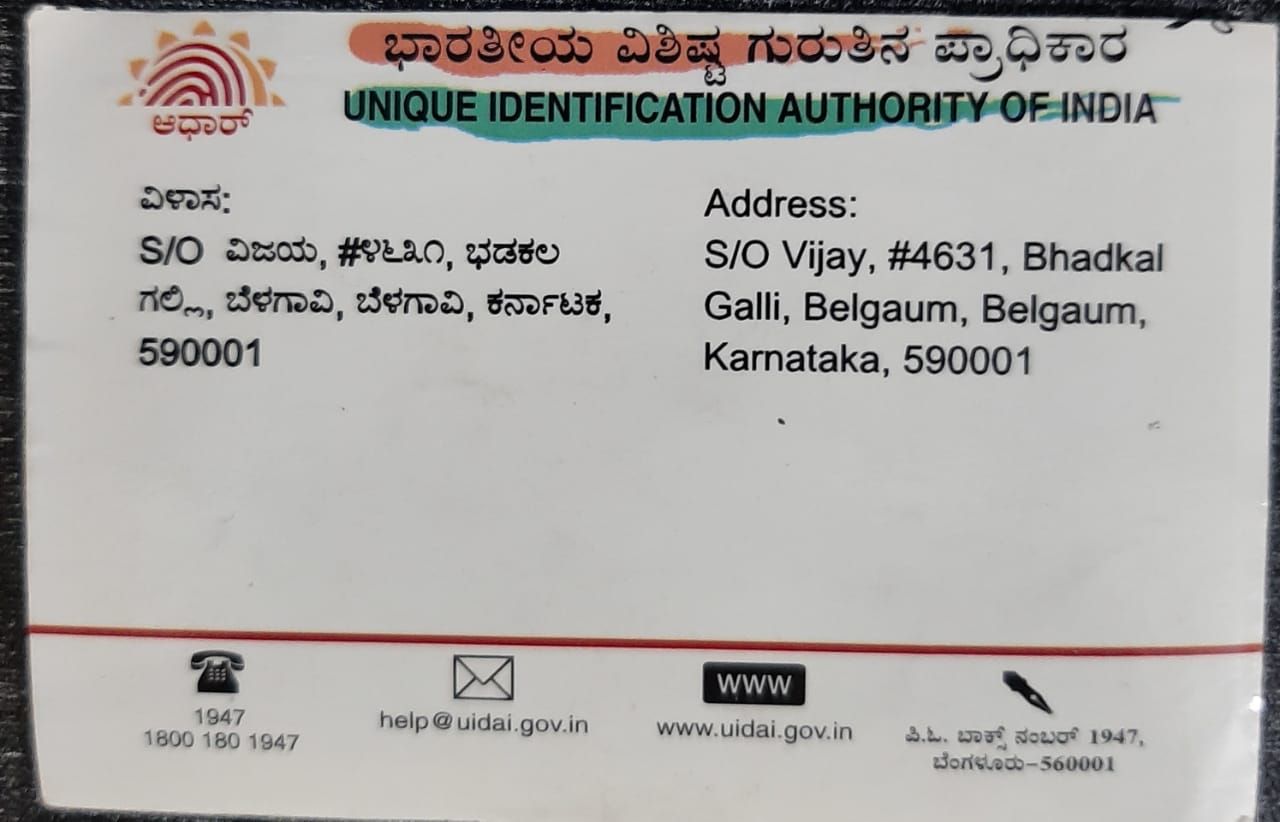 ಭಾರತೀಯ ವಿಶಿಷ್ಟ ಗುರುತಿನ ಪ್ರಾಧಿಕಾರ
UNIQUE IDENTIFICATION AUTHORITY OF INDIA
ಆಧಾರ್
ವಿಳಾಸ:
S/O ವಿಜಯ, #೪೬೩೧, ಭಡಕಲ
ಗಲ್ಲಿ, ಬೆಳಗಾವಿ, ಬೆಳಗಾವಿ, ಕರ್ನಾಟಕ,
590001
Address:
S/O Vijay, #4631, Bhadkal
Galli, Belgaum, Belgaum,
Karnataka, 590001
1947
1800 180 1947
help@uidai.gov.in
www
www.uidai.gov.in
ಪಿ.ಓ. ಬಾಕ್ಸ್ ನಂಬರ್ 1947,
ಬೆಂಗಳೂರು-560001